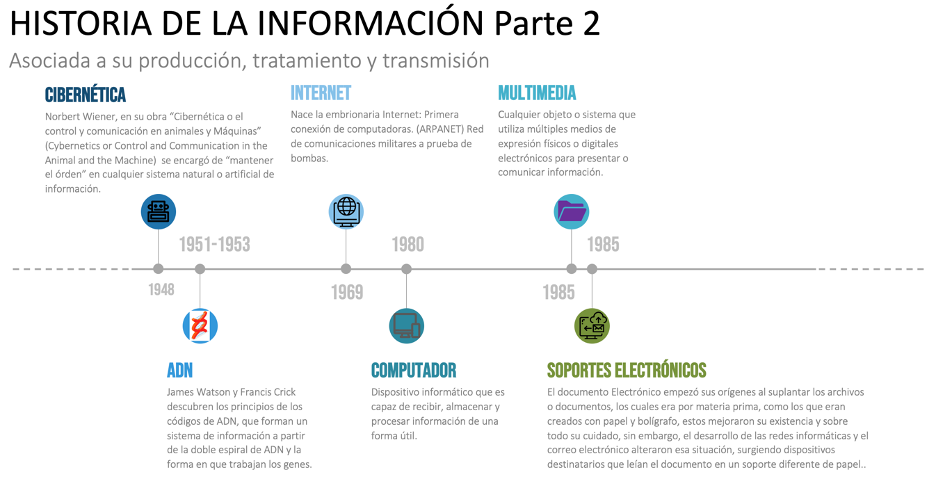 HISTORIA DE LA INFORMACIÓN Parte 2
Asociada a su producción, tratamiento y transmisión
CIBERNÉTICA
Norbert Wiener, en su obra “Cibernética o el
control y comunicación en animales y Máquinas”
(Cybernetics or Control and Communication in the
Animal and the Machine) se encargó de “mantener
el órden” en cualquier sistema natural o artificial de
información.
INTERNET
Nace la embrionaria Internet: Primera
conexión de computadoras. (ARPANET) Red
de comunicaciones militares a prueba de
bombas.
MULTIMEDIA
Cualquier objeto o sistema que
utiliza múltiples medios de
expresión físicos o digitales
electrónicos para presentar o
comunicar información.
1951-1953
1980
1985
1948
1969
1985
ADN
James Watson y Francis Crick
descubren los principios de los
códigos de ADN, que forman un
sistema de información a partir
de la doble espiral de ADN y la
forma en que trabajan los genes.
COMPUTADOR
Dispositivo informático que es
capaz de recibir, almacenar y
procesar información de una
forma útil.
SOPORTES ELECTRÓNICOS
El documento Electrónico empezó sus orígenes al suplantar los archivos
o documentos, los cuales era por materia prima, como los que eran
creados con papel y bolígrafo, estos mejoraron su existencia y sobre
todo su cuidado, sin embargo, el desarrollo de las redes informáticas y el
correo electrónico alteraron esa situación, surgiendo dispositivos
destinatarios que leían el documento en un soporte diferente de papel..